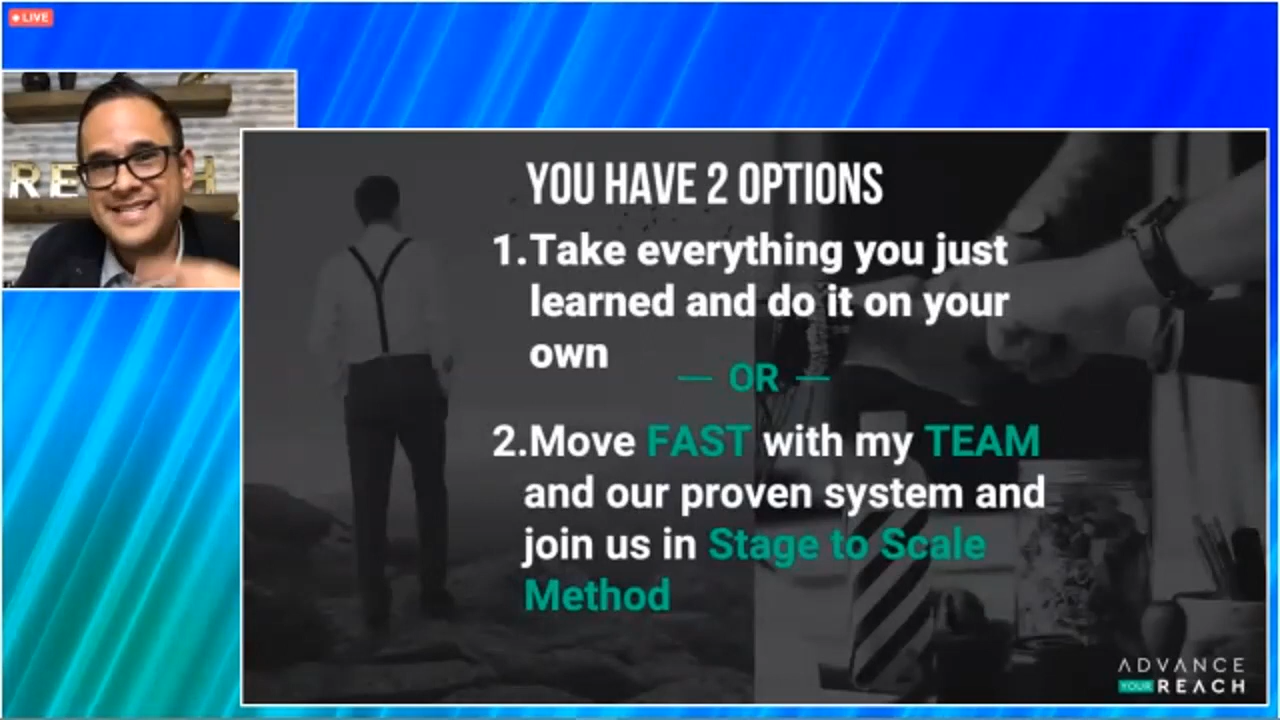 LIVE
RE H
YOU HAVE 2 OPTIONS
1.Take everything you just
learned and do it on your
own
— OR —
2.Move FAST with my TEAM
and our proven system and
join us in Stage to Scale
Method
ADVANCE
YOUR REACH